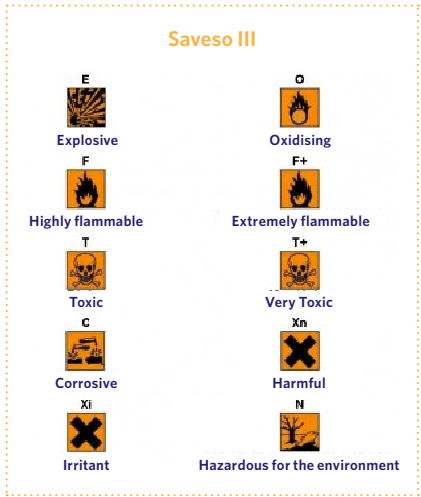 Saveso III
E O
Explosive Oxidising
F F+
Highly flammable Extremely flammable
T T+
Toxic Very Toxic
C Xn
Corrosive Harmful
Xi N
Irritant Hazardous for the environment